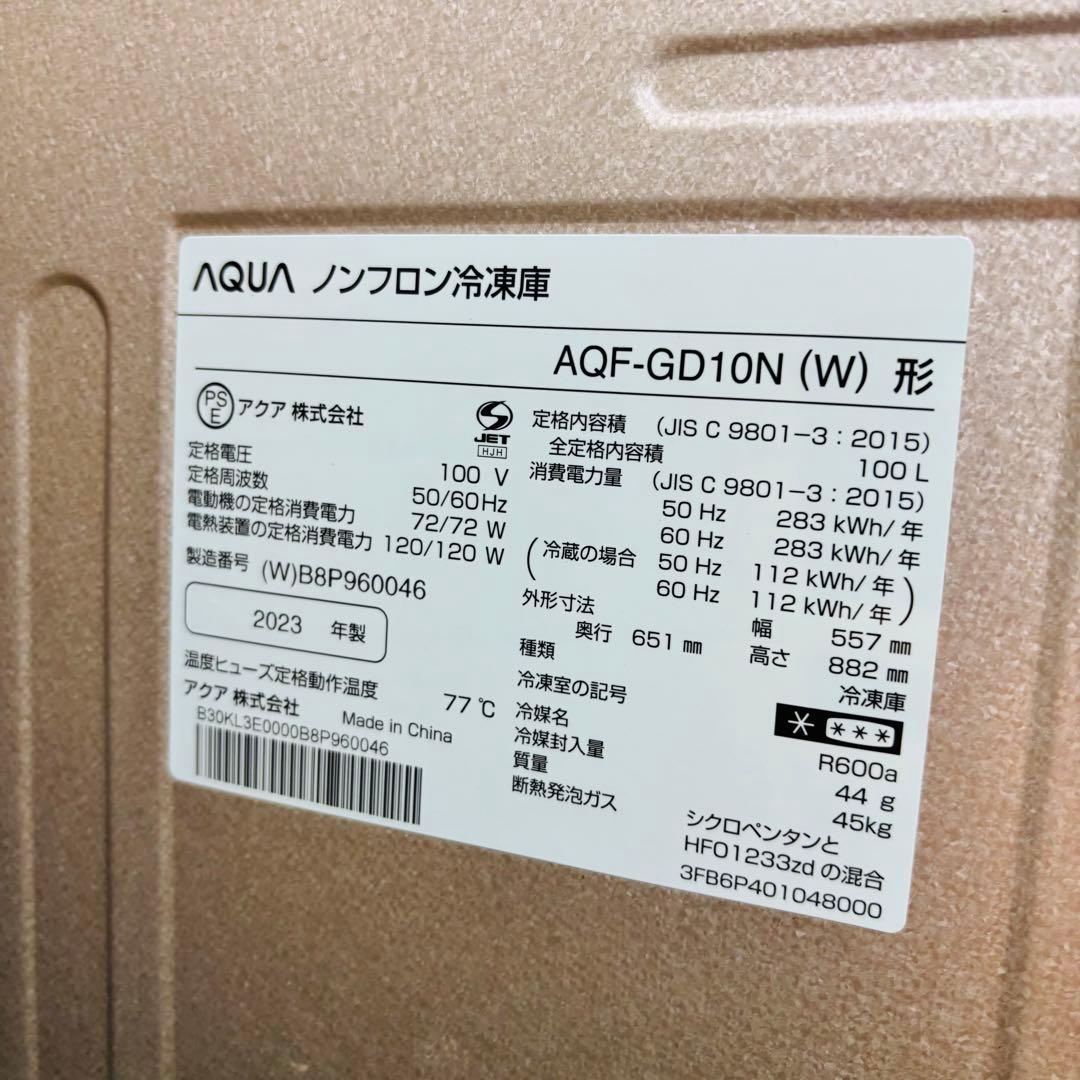 AQUA ノンフロン冷凍庫
AQF-GD10N (W) 形
PS
E
アクア 株式会社
JET
HJH
定格電圧 100 V
定格周波数 50/60Hz
電動機の定格消費電力 72/72 W
電熱装置の定格消費電力 120/120 W
製造番号 (W)B8P960046
2023 年製
温度ヒューズ定格動作温度 77 ℃
アクア 株式会社 Made in China
B30KL3E0000B8P960046
定格内容積 (JIS C 9801-3 : 2015)
全定格内容積 100 L
消費電力量 (JIS C 9801-3 : 2015)
50 Hz 283 kWh/ 年
60 Hz 283 kWh/ 年
(冷蔵の場合 50 Hz 112 kWh/ 年
60 Hz 112 kWh/ 年)
外形寸法 幅 557 ㎜
奥行 651 ㎜ 高さ 882 ㎜
種類 冷凍庫
冷凍室の記号 * ***
冷媒名 R600a
冷媒封入量 44 g
質量 45kg
断熱発泡ガス シクロペンタンと
HFO1233zd の混合
3FB6P401048000